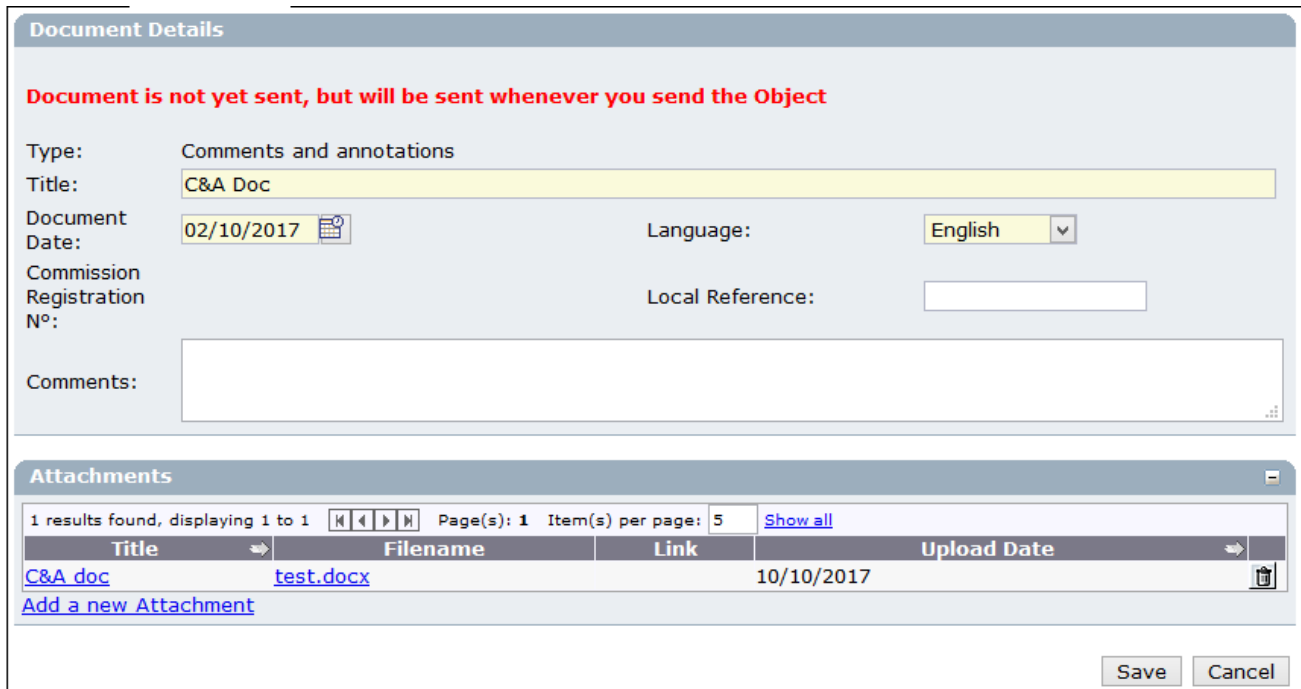 Document Details
Document is not yet sent, but will be sent whenever you send the Object
Type: Comments and annotations
Title: C&A Doc
Document Date: 02/10/2017 Language: English
Commission Registration N°: Local Reference:
Comments:
Attachments
1 results found, displaying 1 to 1 Page(s): 1 Item(s) per page: 5 Show all
Title Filename Link Upload Date
C&A doc test.docx 10/10/2017
Add a new Attachment
Save Cancel